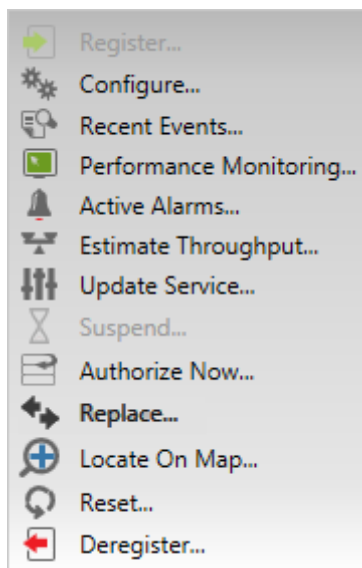 Register...
Configure...
Recent Events...
Performance Monitoring...
Active Alarms...
Estimate Throughput...
Update Service...
Suspend...
Authorize Now...
Replace...
Locate On Map...
Reset...
Deregister...